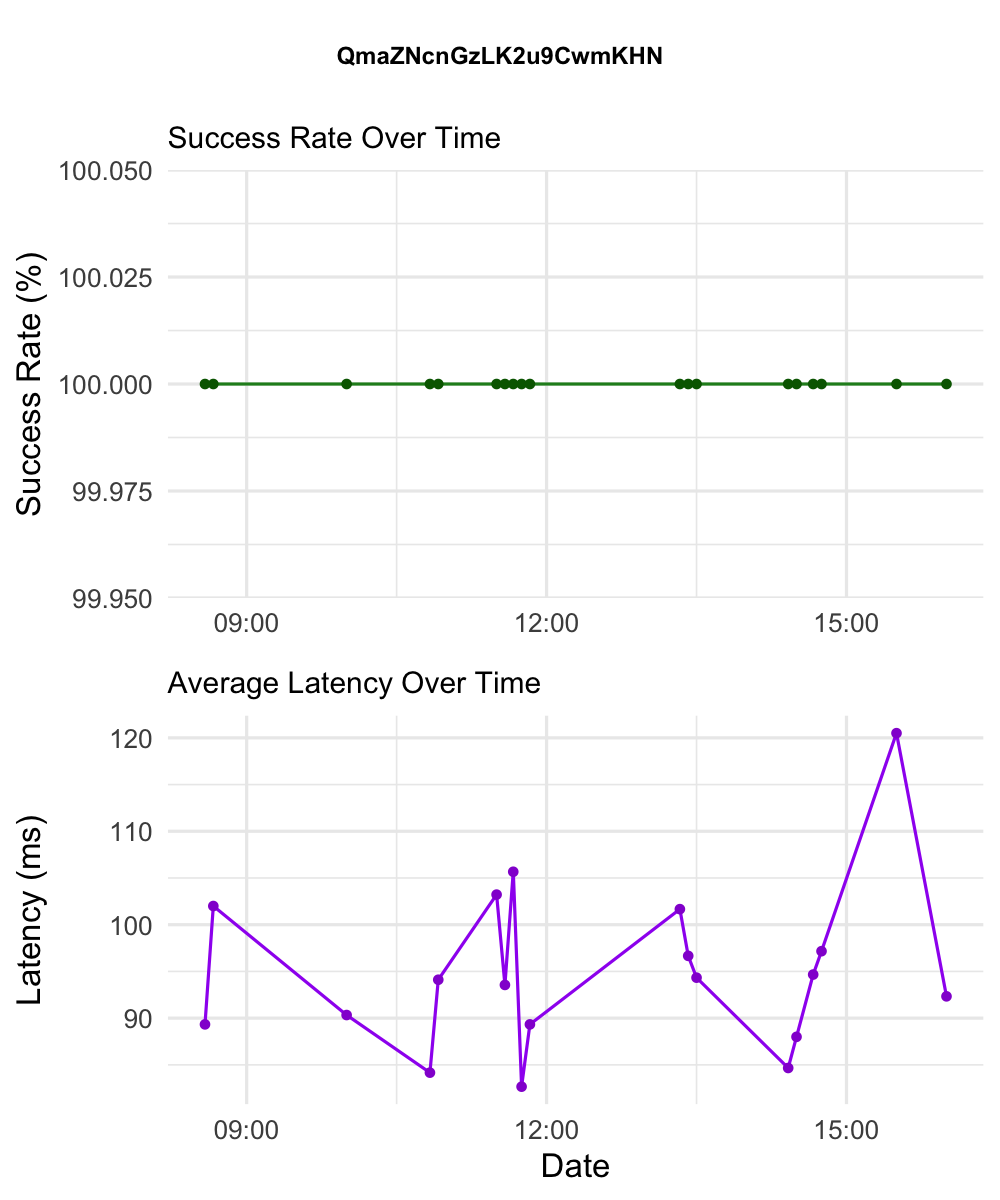 QmaZNcnGzLK2u9CwmKHN
Success Rate Over Time
Success Rate (%)
100.050
100.025
100.000
99.975
99.950
09:00 12:00 15:00
Average Latency Over Time
Latency (ms)
120
110
100
90
09:00 12:00 15:00
Date